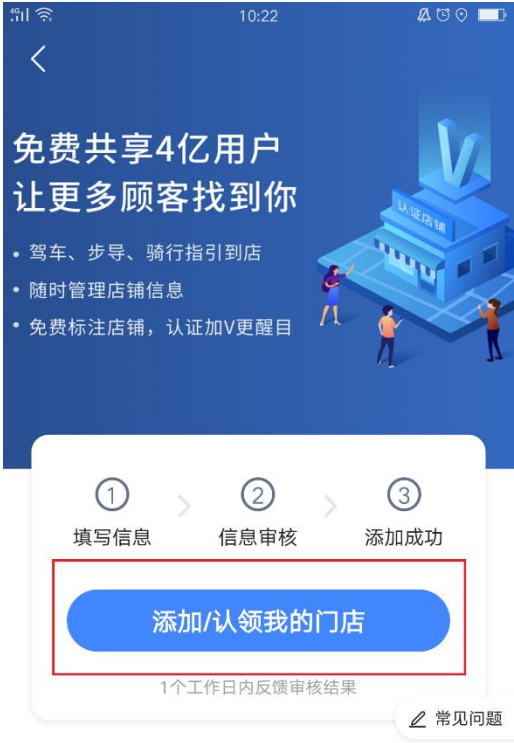 4G 10:22
免费共享4亿用户
让更多顾客找到你
• 驾车、步导、骑行指引到店
• 随时管理店铺信息
• 免费标注店铺，认证加V更醒目
V
认证店铺
1 2 3
填写信息 信息审核 添加成功
添加/认领我的门店
1个工作日内反馈审核结果
常见问题